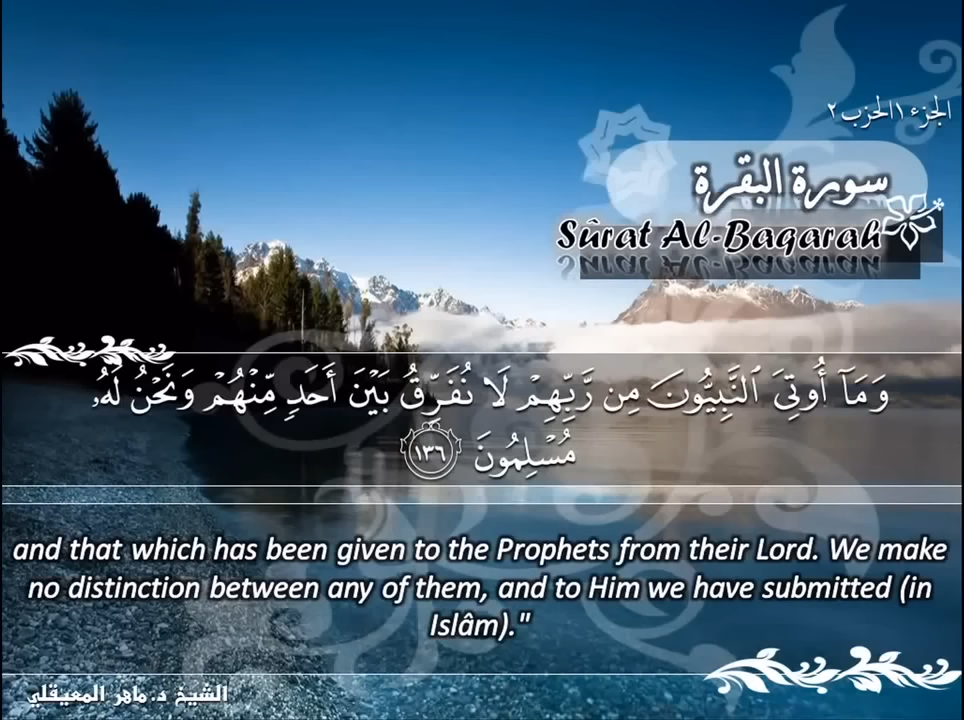 الجزء ١ الحزب ٢
سورة البقرة
Sûrat Al-Baqarah
وَمَآ أُوتِىَ ٱلنَّبِيُّونَ مِن رَّبِّهِمْ لَا نُفَرِّقُ بَيْنَ أَحَدٍ مِّنْهُمْ وَنَحْنُ لَهُۥ
مُسْلِمُونَ ١٣٦
and that which has been given to the Prophets from their Lord. We make
no distinction between any of them, and to Him we have submitted (in
Islâm)."
الشيخ د. ماهر المعيقلي